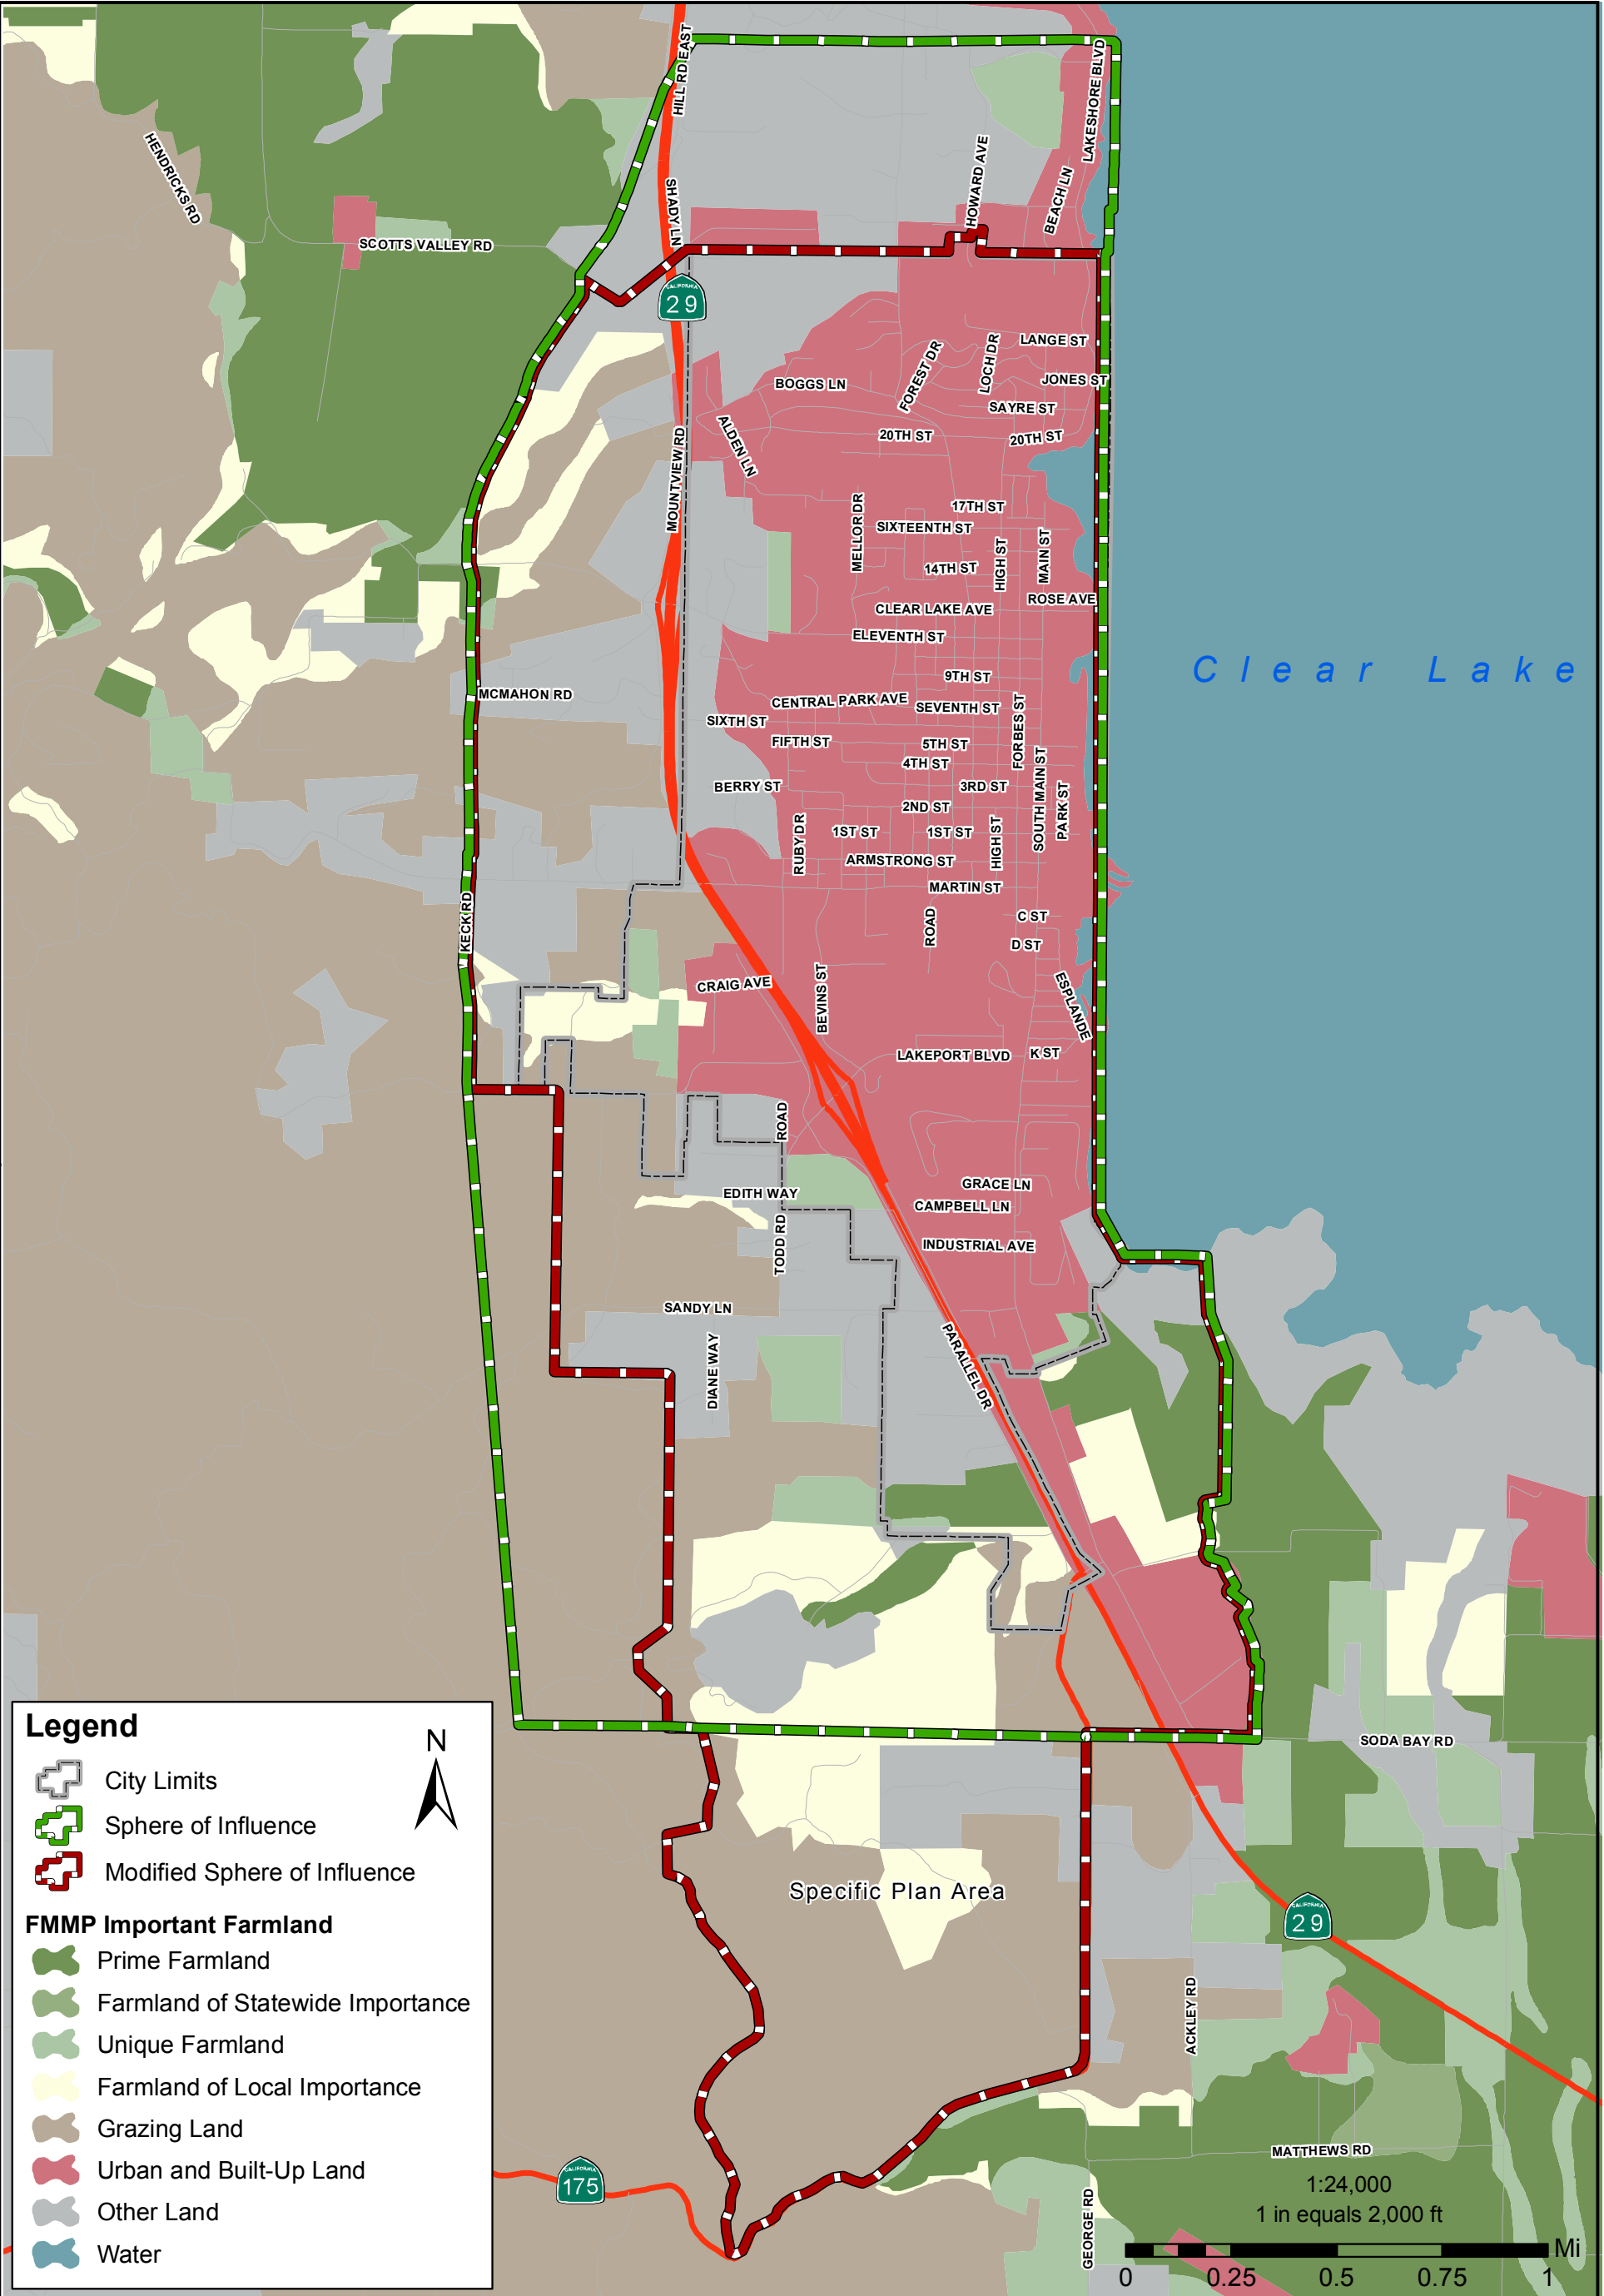 HILL RD EAST
LAKESHORE BLVD
HENDRICKS RD
HOWARD AVE
BEACH LN
SHADY LN
SCOTTS VALLEY RD
CALIFORNIA
29
LANGE ST
FOREST DR
LOCH DR
BOGGS LN
JONES ST
SAYRE ST
ALDEN LN
20TH ST
20TH ST
MOUNTVIEW RD
MELLOR DR
17TH ST
SIXTEENTH ST
HIGH ST
MAIN ST
14TH ST
ROSE AVE
CLEAR LAKE AVE
ELEVENTH ST
Clear Lake
9TH ST
MCMAHON RD
CENTRAL PARK AVE
SEVENTH ST
FORBES ST
SIXTH ST
FIFTH ST
5TH ST
4TH ST
SOUTH MAIN ST
BERRY ST
3RD ST
PARK ST
2ND ST
RUBY DR
1ST ST
1ST ST
HIGH ST
ARMSTRONG ST
MARTIN ST
KECK RD
ROAD
C ST
D ST
CRAIG AVE
BEVINS ST
ESPLANDE
LAKEPORT BLVD
K ST
ROAD
EDITH WAY
GRACE LN
CAMPBELL LN
TODD RD
INDUSTRIAL AVE
SANDY LN
DIANE WAY
PARALLEL DR
SODA BAY RD
Specific Plan Area
CALIFORNIA
29
ACKLEY RD
MATTHEWS RD
CALIFORNIA
175
GEORGE RD
Legend
N
City Limits
Sphere of Influence
Modified Sphere of Influence
FMMP Important Farmland
Prime Farmland
Farmland of Statewide Importance
Unique Farmland
Farmland of Local Importance
Grazing Land
Urban and Built-Up Land
Other Land
Water
1:24,000
1 in equals 2,000 ft
Mi
0 0.25 0.5 0.75 1